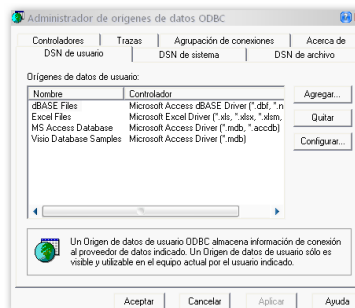 Administrador de orígenes de datos ODBC
Controladores Trazas Agrupación de conexiones Acerca de
DSN de usuario DSN de sistema DSN de archivo
Orígenes de datos de usuario:
Nombre Controlador
dBASE Files Microsoft Access dBASE Driver (*.dbf, *.n
Excel Files Microsoft Excel Driver (*.xls, *.xlsx, *.xlsm,
MS Access Database Microsoft Access Driver (*.mdb, *.accdb)
Visio Database Samples Microsoft Access Driver (*.mdb)
Agregar...
Quitar
Configurar...
Un Origen de datos de usuario ODBC almacena información de conexión
al proveedor de datos indicado. Un Origen de datos de usuario sólo es
visible y utilizable en el equipo actual por el usuario indicado.
Aceptar Cancelar Aplicar Ayuda